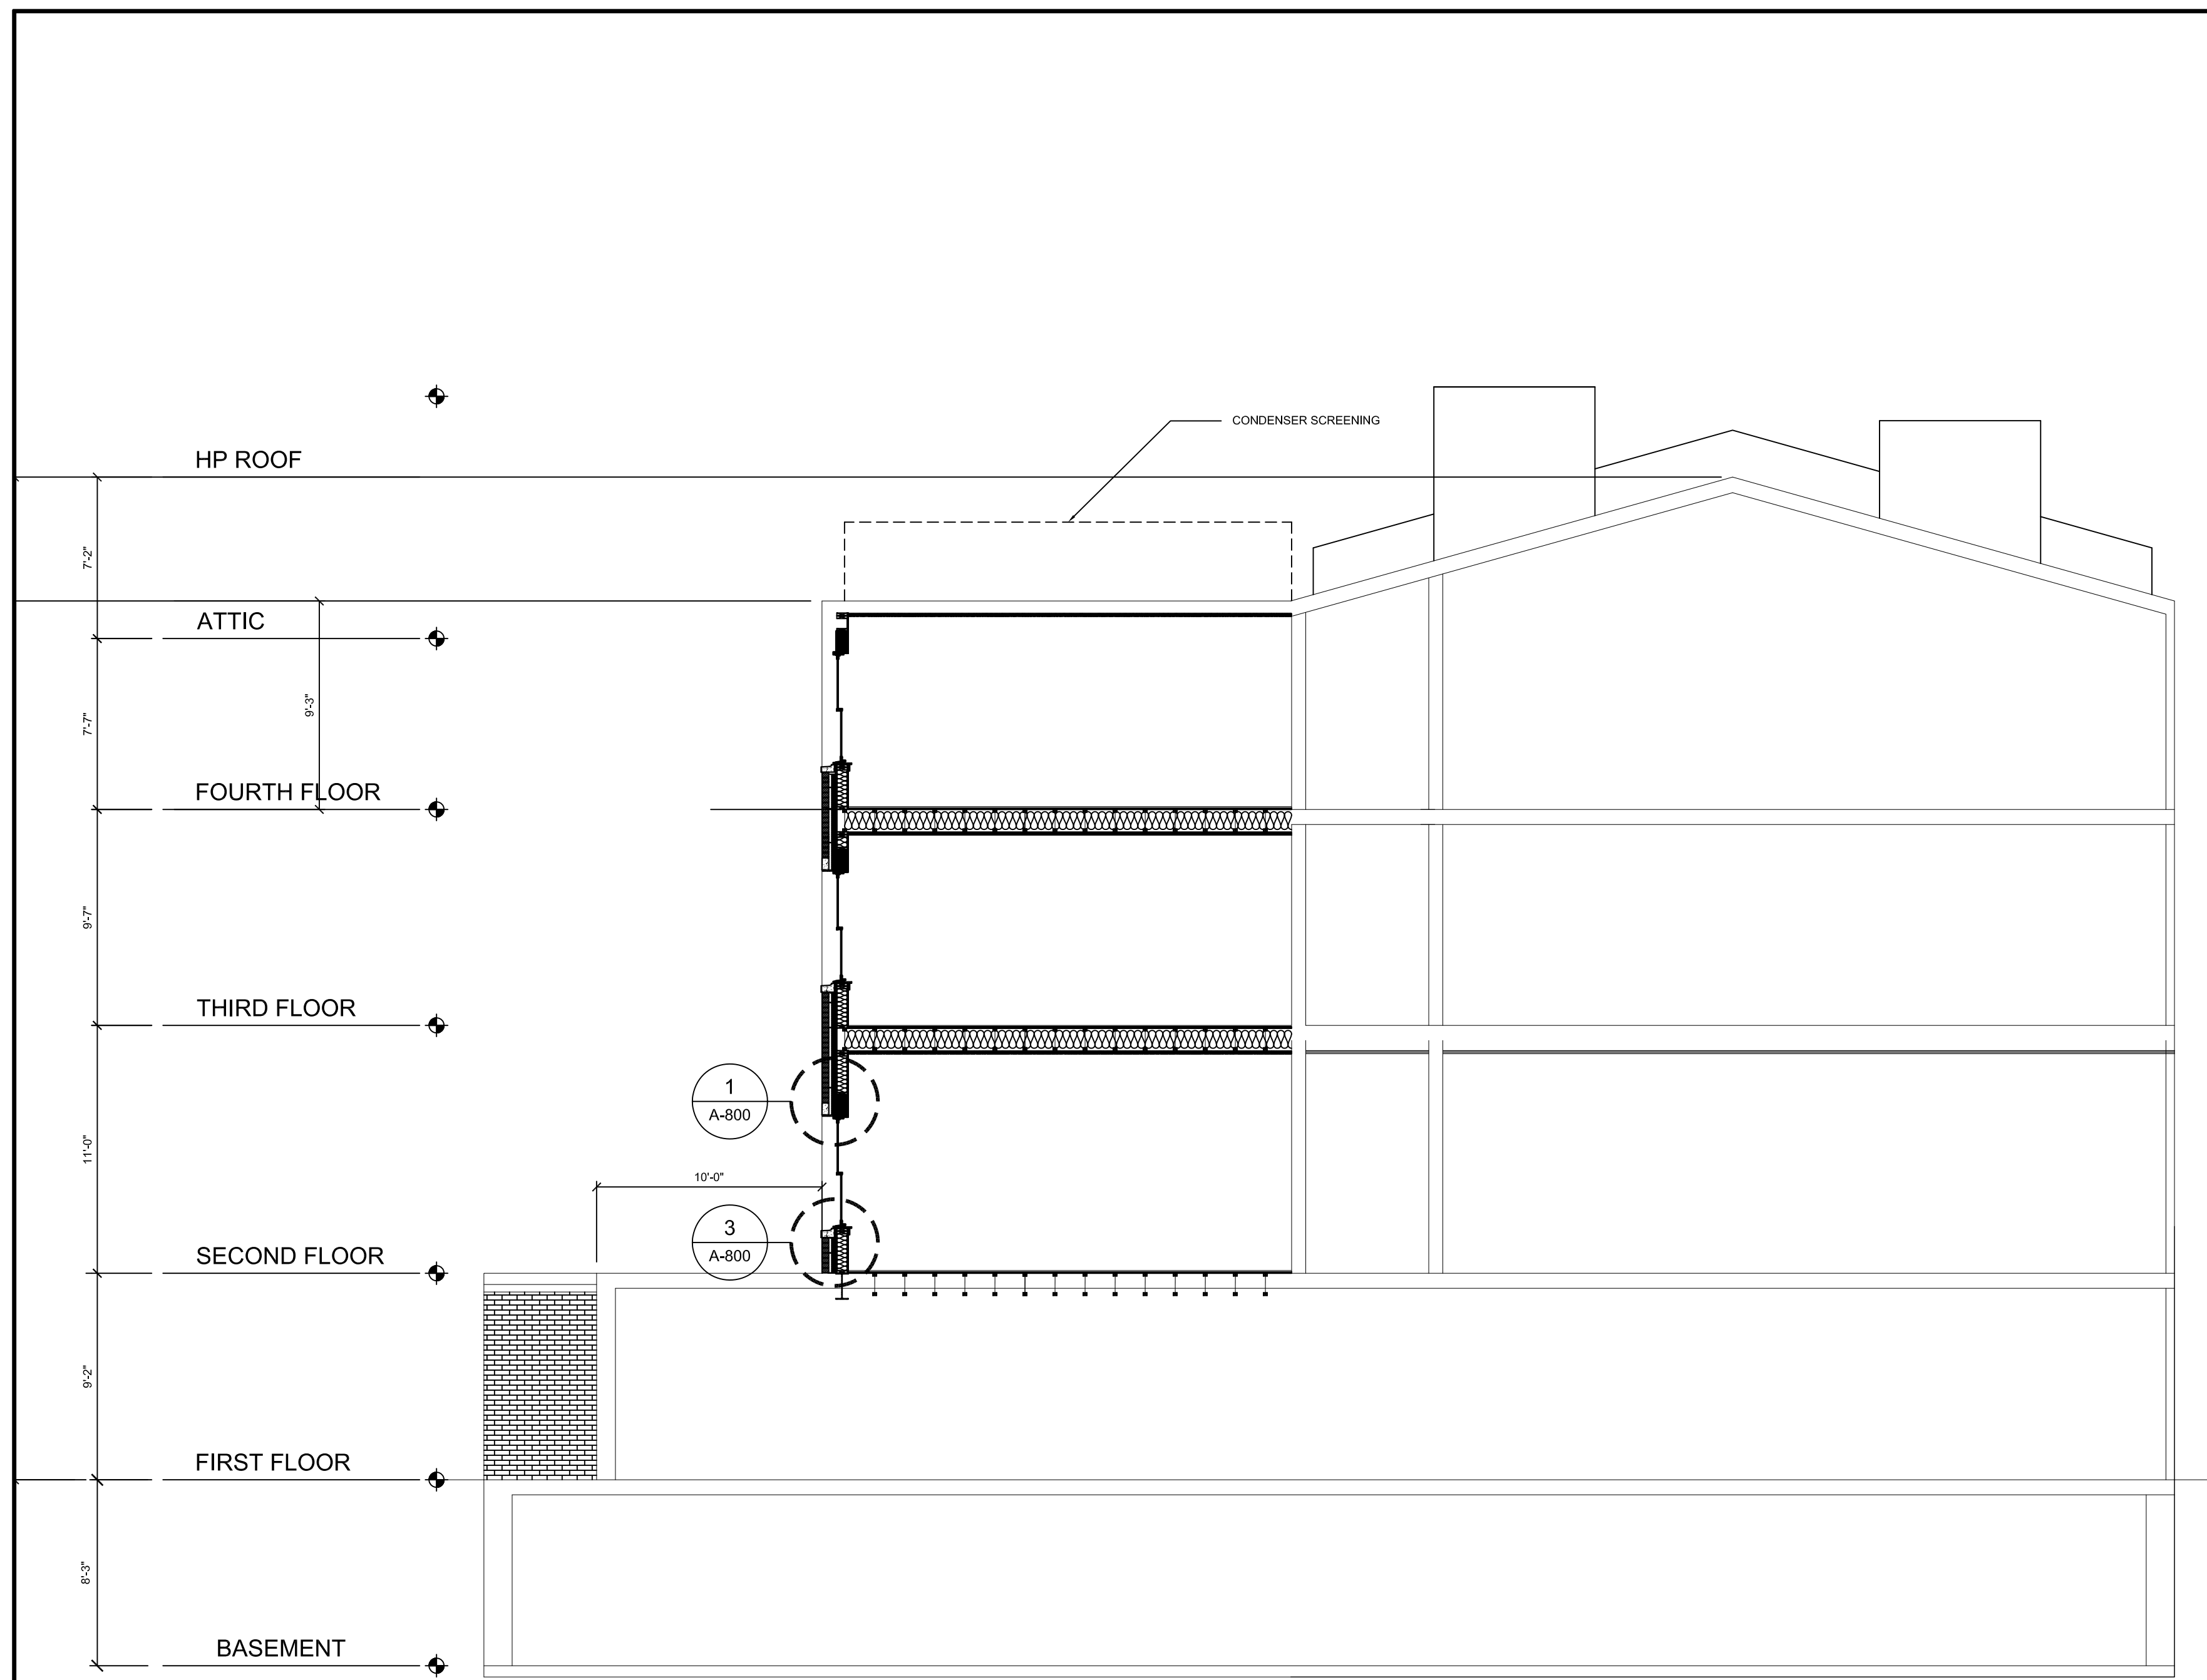 CONDENSER SCREENING
HP ROOF
7'-2"
ATTIC
9'-3"
7'-7"
FOURTH FLOOR
9'-7"
THIRD FLOOR
1
A-800
11'-0"
10'-0"
3
A-800
SECOND FLOOR
9'-2"
FIRST FLOOR
8'-3"
BASEMENT